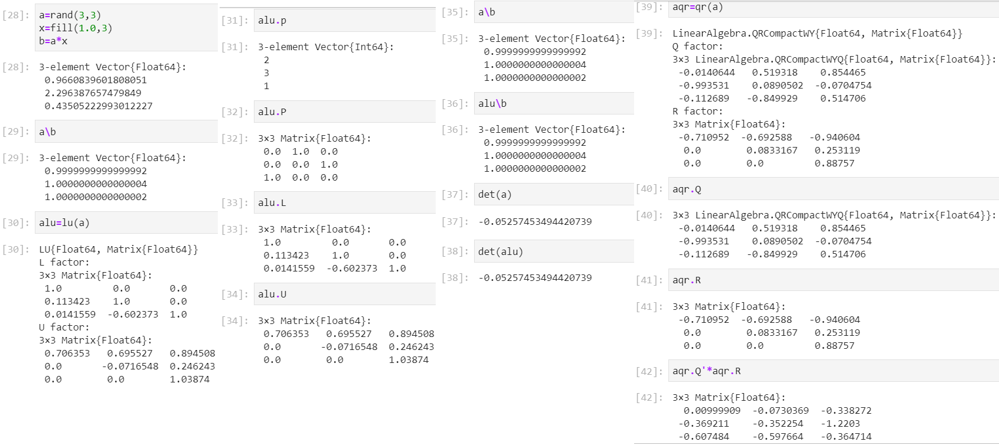 [28]: a=rand(3,3)
x=fill(1.0,3)
b=a*x
[28]: 3-element Vector{Float64}:
0.9660839601808051
2.296387657479849
0.43505222993012227
[29]: a\b
[29]: 3-element Vector{Float64}:
0.9999999999999992
1.0000000000000004
1.0000000000000002
[30]: alu=lu(a)
[30]: LU{Float64, Matrix{Float64}}
L factor:
3×3 Matrix{Float64}:
1.0 0.0 0.0
0.113423 1.0 0.0
0.0141559 -0.602373 1.0
U factor:
3×3 Matrix{Float64}:
0.706353 0.695527 0.894508
0.0 -0.0716548 0.246243
0.0 0.0 1.03874
[31]: alu.p
[31]: 3-element Vector{Int64}:
2
3
1
[32]: alu.P
[32]: 3×3 Matrix{Float64}:
0.0 1.0 0.0
0.0 0.0 1.0
1.0 0.0 0.0
[33]: alu.L
[33]: 3×3 Matrix{Float64}:
1.0 0.0 0.0
0.113423 1.0 0.0
0.0141559 -0.602373 1.0
[34]: alu.U
[34]: 3×3 Matrix{Float64}:
0.706353 0.695527 0.894508
0.0 -0.0716548 0.246243
0.0 0.0 1.03874
[35]: a\b
[35]: 3-element Vector{Float64}:
0.9999999999999992
1.0000000000000004
1.0000000000000002
[36]: alu\b
[36]: 3-element Vector{Float64}:
0.9999999999999992
1.0000000000000004
1.0000000000000002
[37]: det(a)
[37]: -0.05257453494420739
[38]: det(alu)
[38]: -0.05257453494420739
[39]: aqr=qr(a)
[39]: LinearAlgebra.QRCompactWY{Float64, Matrix{Float64}}
Q factor:
3×3 LinearAlgebra.QRCompactWYQ{Float64, Matrix{Float64}}:
-0.0140644 0.519318 0.854465
-0.993531 0.0890502 -0.0704754
-0.112689 -0.849929 0.514706
R factor:
3×3 Matrix{Float64}:
-0.710952 -0.692588 -0.940604
0.0 0.0833167 0.253119
0.0 0.0 0.88757
[40]: aqr.Q
[40]: 3×3 LinearAlgebra.QRCompactWYQ{Float64, Matrix{Float64}}:
-0.0140644 0.519318 0.854465
-0.993531 0.0890502 -0.0704754
-0.112689 -0.849929 0.514706
[41]: aqr.R
[41]: 3×3 Matrix{Float64}:
-0.710952 -0.692588 -0.940604
0.0 0.0833167 0.253119
0.0 0.0 0.88757
[42]: aqr.Q'*aqr.R
[42]: 3×3 Matrix{Float64}:
0.00999909 -0.0730369 -0.338272
-0.369211 -0.352254 -1.2203
-0.607484 -0.597664 -0.364714